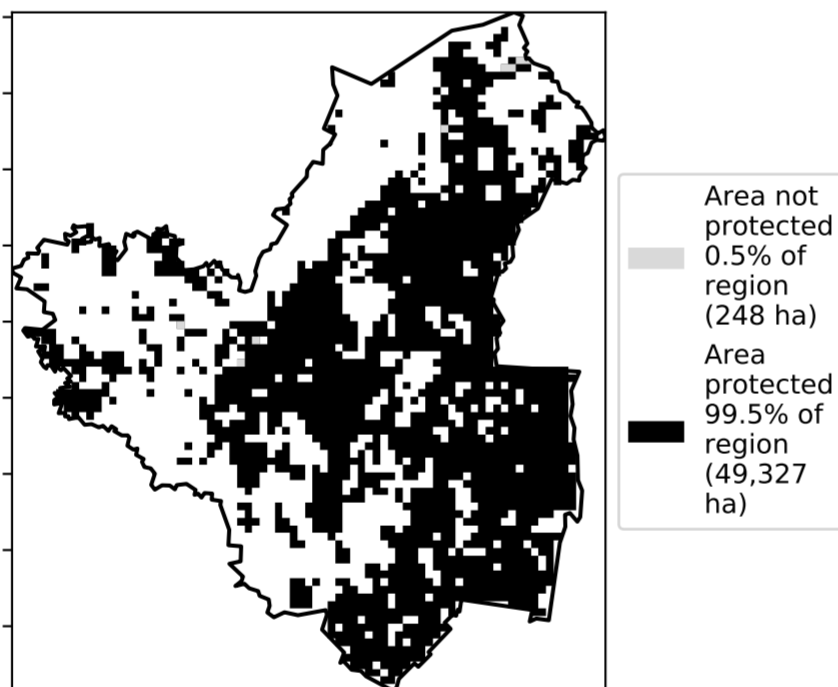 Area not
protected
0.5% of
region
(248 ha)
Area
protected
99.5% of
region
(49,327
ha)